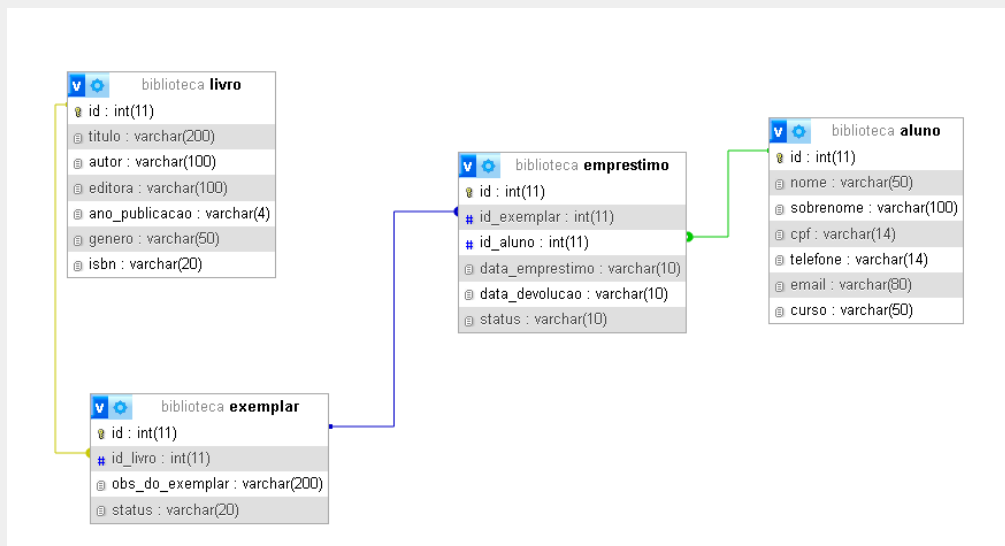 v biblioteca livro
id : int(11)
titulo : varchar(200)
autor : varchar(100)
editora : varchar(100)
ano_publicacao : varchar(4)
genero : varchar(50)
isbn : varchar(20)
v biblioteca emprestimo
id : int(11)
# id_exemplar : int(11)
# id_aluno : int(11)
data_emprestimo : varchar(10)
data_devolucao : varchar(10)
status : varchar(10)
v biblioteca aluno
id : int(11)
nome : varchar(50)
sobrenome : varchar(100)
cpf : varchar(14)
telefone : varchar(14)
email : varchar(80)
curso : varchar(50)
v biblioteca exemplar
id : int(11)
# id_livro : int(11)
obs_do_exemplar : varchar(200)
status : varchar(20)